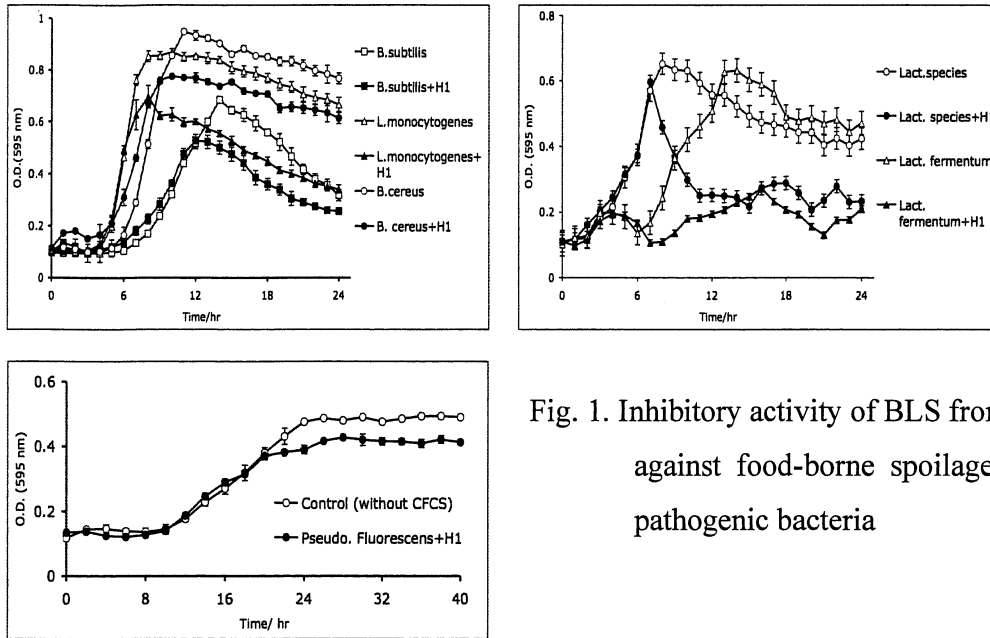 1
0.8
0.6
0.4
0.2
0
O.D.(595 nm)
0 6 12 18 24
Time/hr
B.subtilis
B.subtilis+H1
L.monocytogenes
L.monocytogenes+
H1
B.cereus
B. cereus+H1
0.8
0.6
0.4
0.2
0
O.D. (595 nm)
0 6 12 18 24
Time/hr
Lact.species
Lact. species+H1
Lact. fermentum
Lact.
fermentum+H1
0.6
0.4
0.2
0
O.D. (595 nm)
0 8 16 24 32 40
Time/ hr
Control (without CFCS)
Pseudo. Fluorescens+H1
Fig. 1. Inhibitory activity of BLS from
against food-borne spoilage
pathogenic bacteria